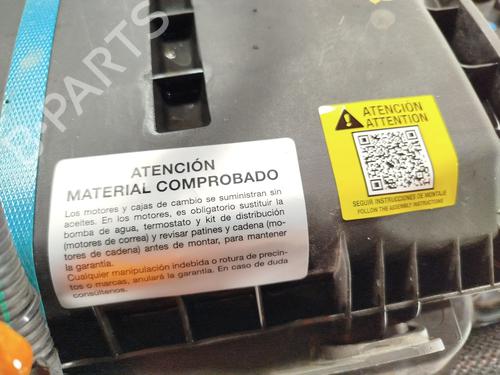 PARTS
ATENCIÓN
MATERIAL COMPROBADO
Los motores y cajas de cambio se suministran sin
aceites. En los motores, es obligatorio sustituir la
bomba de agua, termostato y kit de distribución
(motores de correa) y revisar patines y cadena (mo-
tores de cadena) antes de montar, para mantener
la garantía.
Cualquier manipulación indebida o rotura de precin-
tos o marcas, anulará la garantía. En caso de duda
consúltenos.
ATENCIÓN
ATTENTION
SEGUIR INSTRUCCIONES DE MONTAJE
FOLLOW THE ASSEMBLY INSTRUCTIONS